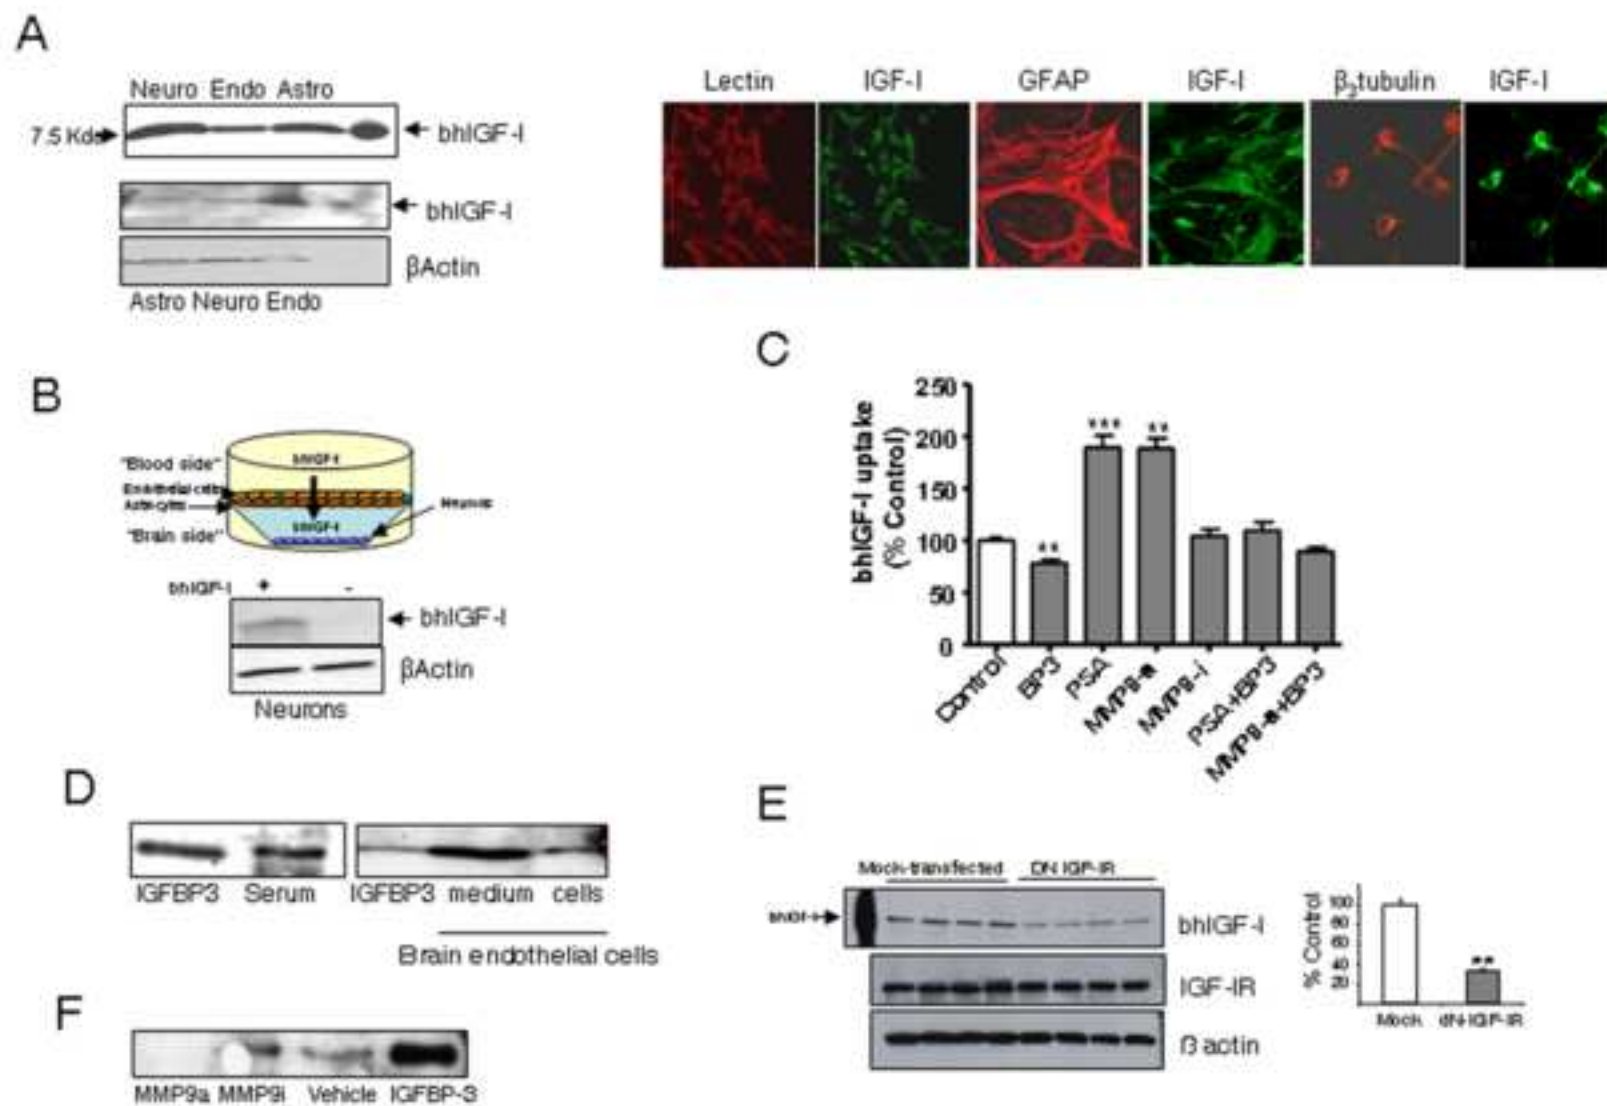 A
Neuro Endo Astro
7.5 Kda
bhIGF-I
bhIGF-I
βActin
Astro Neuro Endo
Lectin IGF-I GFAP IGF-I β3tubulin IGF-I
B
"Blood side"
bhIGF-I
Endothelial cells
Astrocytes
bhIGF-I
Neurons
"Brain side"
bhIGF-I + -
bhIGF-I
βActin
Neurons
C
bhIGF-I uptake
(% Control)
250
200
150
100
50
0
***
**
**
Control
BP3
PSA
MMP9-a
MMP9-i
PSA+BP3
MMP9-a+BP3
D
IGFBP3 Serum IGFBP3 medium cells
Brain endothelial cells
E
Mock-transfected DN IGF-IR
bhIGF-I
bhIGF-I
IGF-IR
β actin
% Control
100
80
60
40
20
**
Mock dN-IGF-IR
F
MMP9a MMP9i Vehicle IGFBP-3